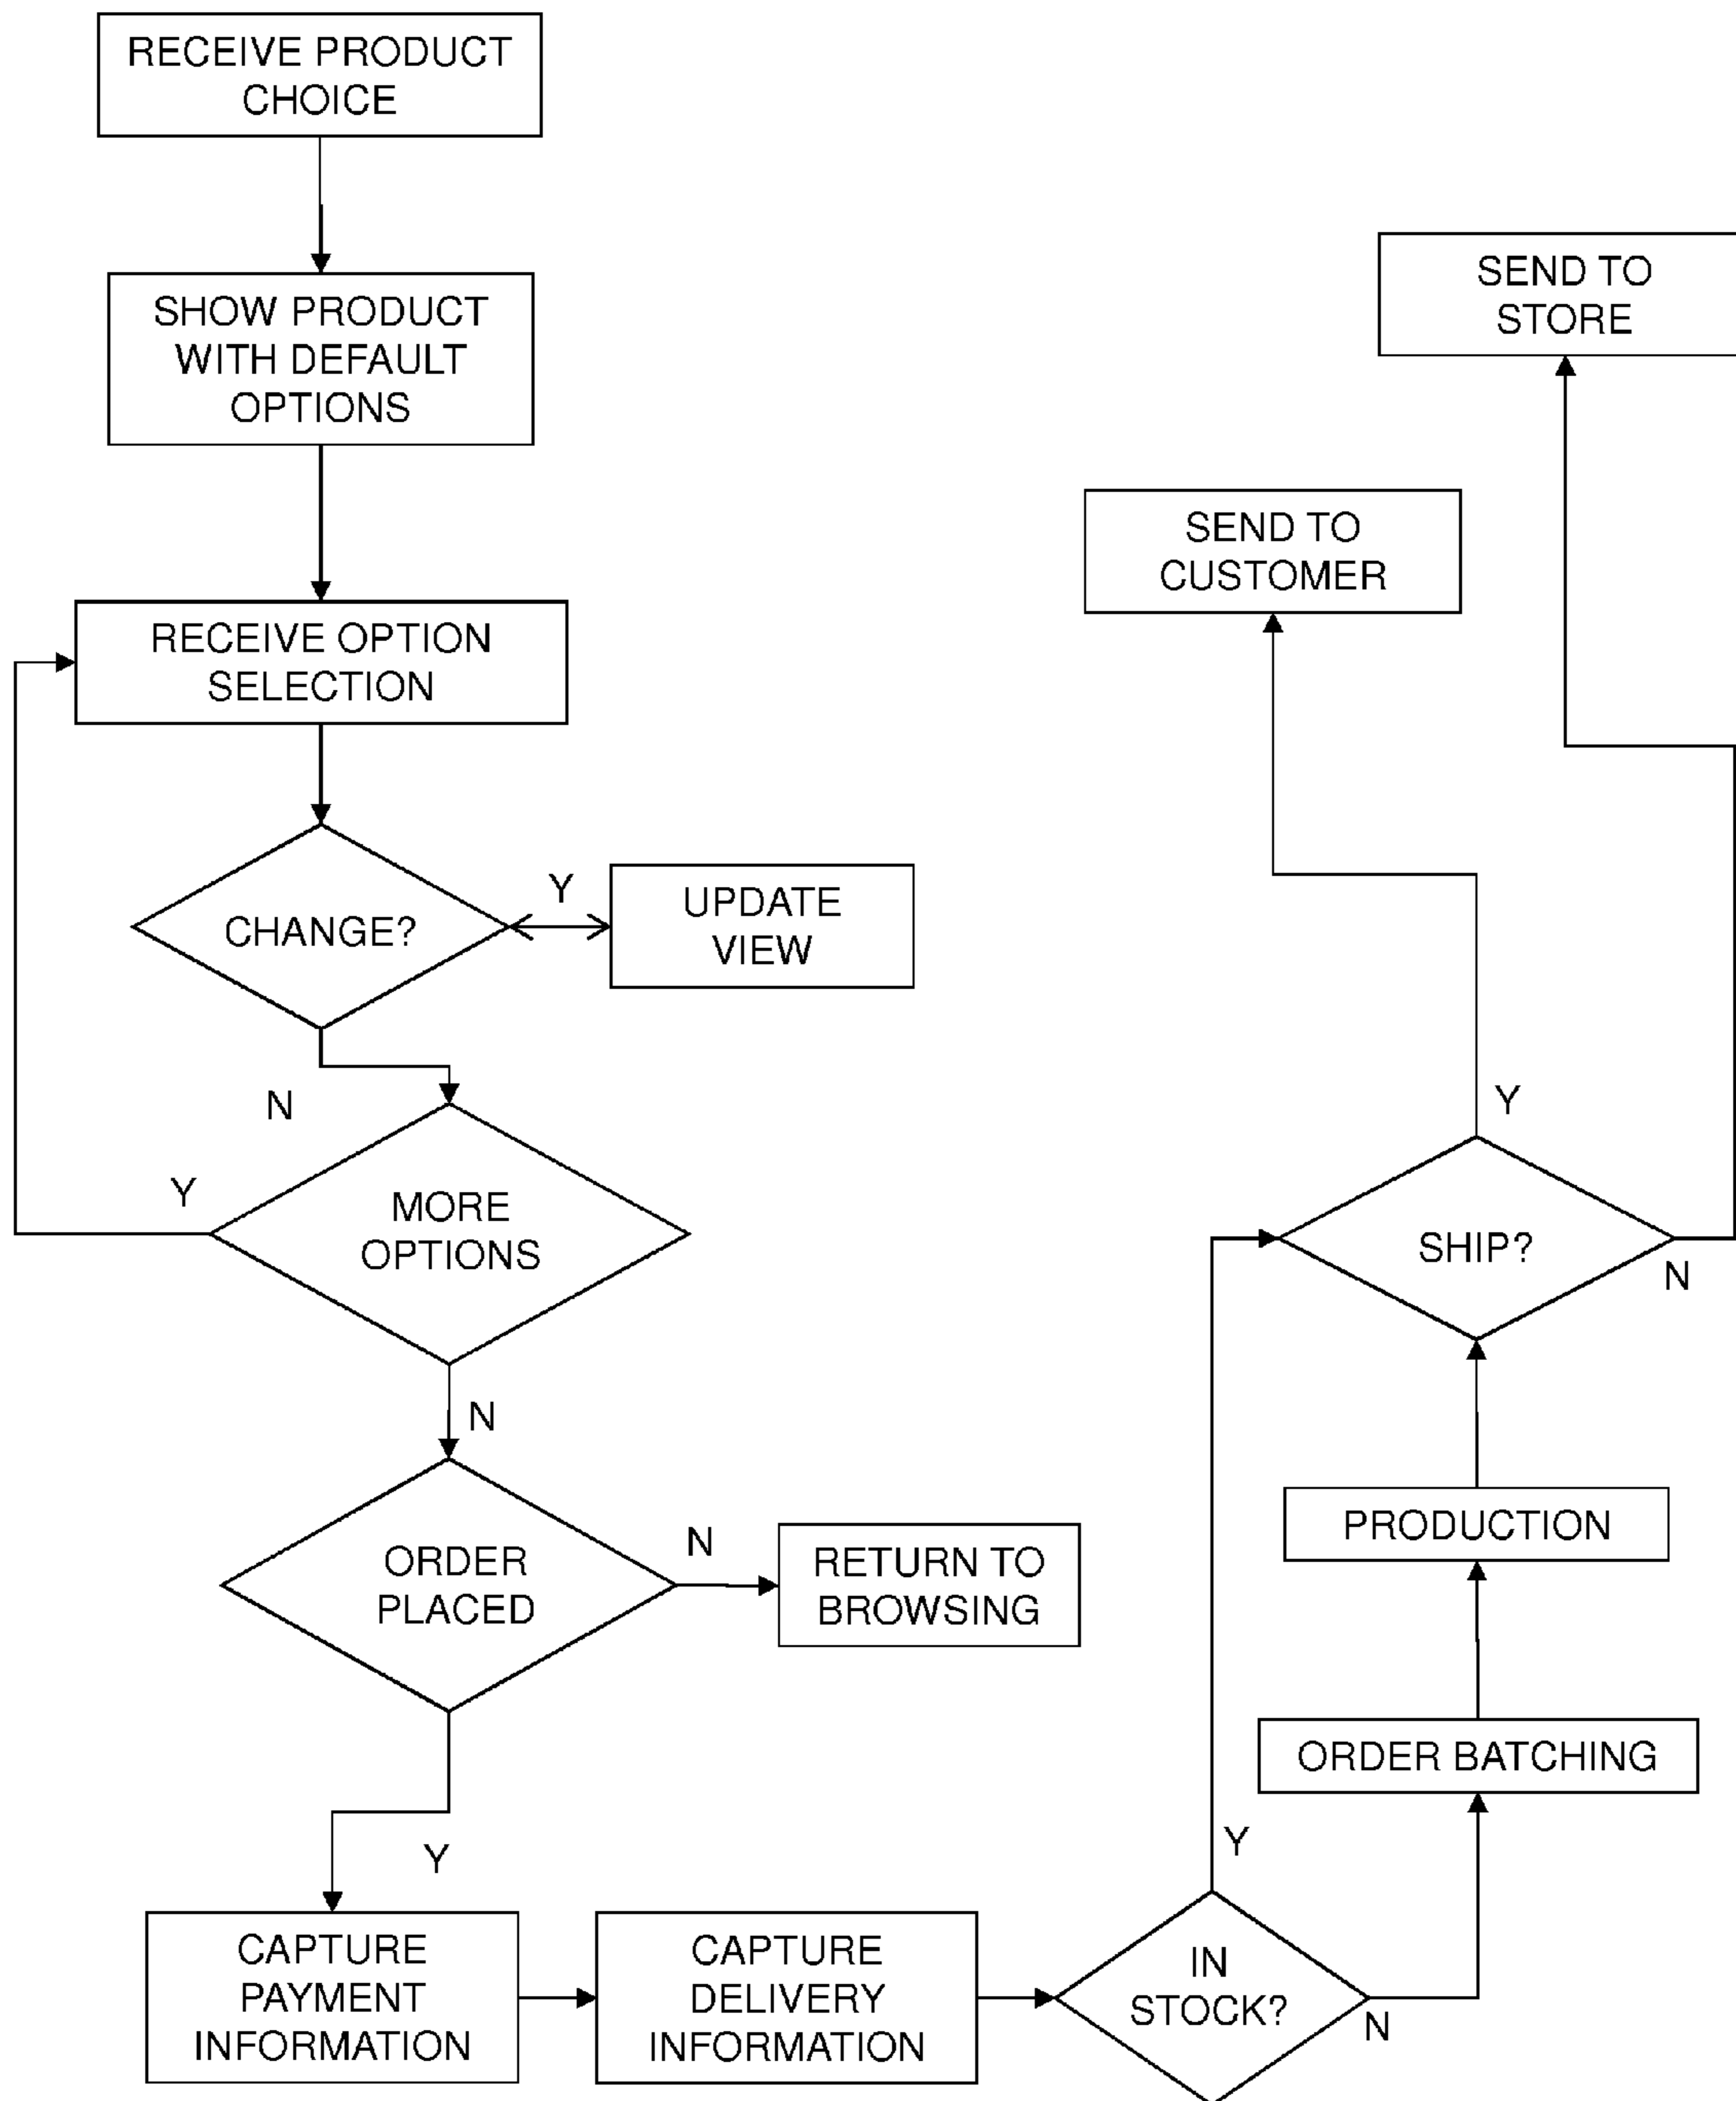 RECEIVE PRODUCT
CHOICE
SHOW PRODUCT
WITH DEFAULT
OPTIONS
RECEIVE OPTION
SELECTION
CHANGE?
Y
UPDATE
VIEW
N
Y
MORE
OPTIONS
N
ORDER
PLACED
N
RETURN TO
BROWSING
Y
CAPTURE
PAYMENT
INFORMATION
CAPTURE
DELIVERY
INFORMATION
IN
STOCK?
Y
N
ORDER BATCHING
PRODUCTION
SHIP?
Y
N
SEND TO
CUSTOMER
SEND TO
STORE